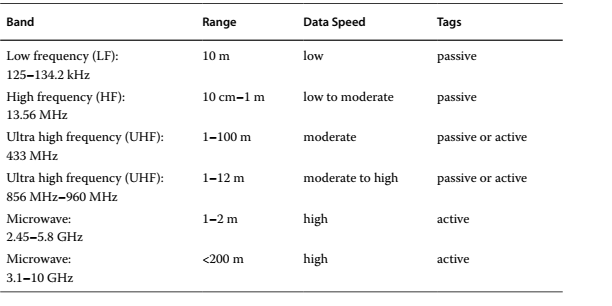 Band Range Data Speed Tags
Low frequency (LF): 10 m low passive
125–134.2 kHz
High frequency (HF): 10 cm–1 m low to moderate passive
13.56 MHz
Ultra high frequency (UHF): 1–100 m moderate passive or active
433 MHz
Ultra high frequency (UHF): 1–12 m moderate to high passive or active
856 MHz–960 MHz
Microwave: 1–2 m high active
2.45–5.8 GHz
Microwave: <200 m high active
3.1–10 GHz